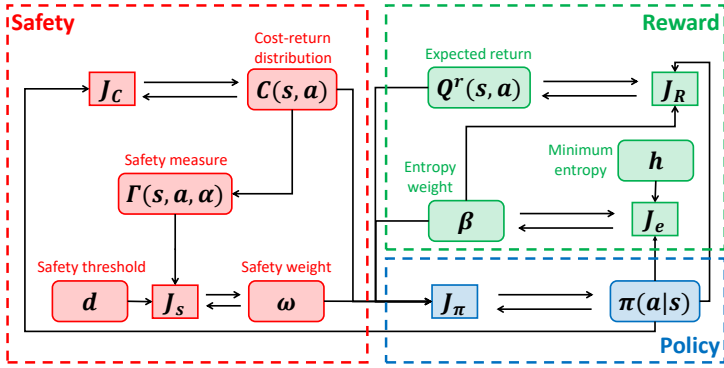 Safety
Reward
Cost-return
distribution
Expected return
J_C
C(s, a)
Q^r(s, a)
J_R
Safety measure
Minimum
entropy
h
Γ(s, a, α)
Entropy
weight
β
J_e
Safety threshold
Safety weight
d
J_s
ω
J_π
π(a|s)
Policy